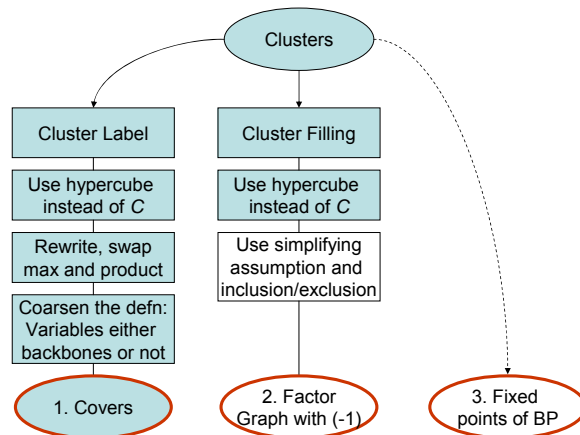 Clusters
Cluster Label
Use hypercube
instead of C
Rewrite, swap
max and product
Coarsen the defn:
Variables either
backbones or not
1. Covers
Cluster Filling
Use hypercube
instead of C
Use simplifying
assumption and
inclusion/exclusion
2. Factor
Graph with (-1)
3. Fixed
points of BP